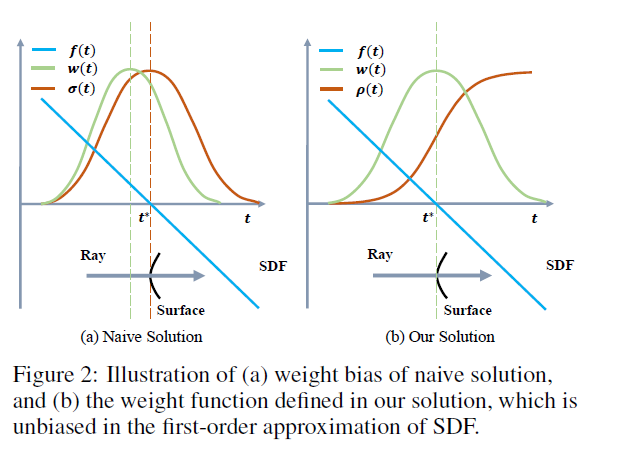 f(t)
w(t)
σ(t)
t*
t
Ray
SDF
Surface
(a) Naive Solution
f(t)
w(t)
ρ(t)
t*
t
Ray
SDF
Surface
(b) Our Solution
Figure 2: Illustration of (a) weight bias of naive solution,
and (b) the weight function defined in our solution, which is
unbiased in the first-order approximation of SDF.